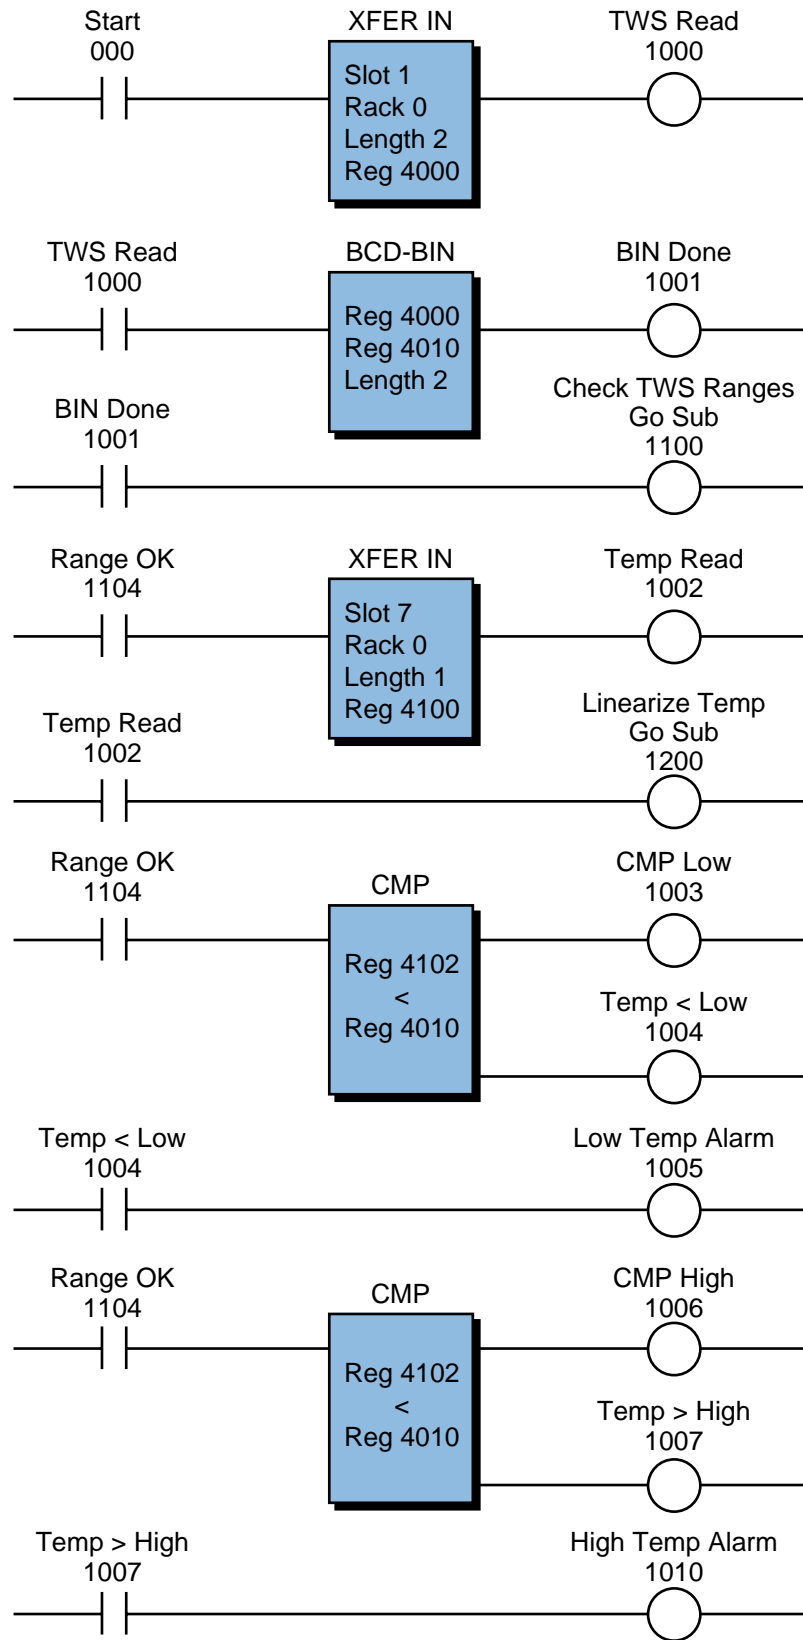 Start
000
XFER IN
TWS Read
1000
Slot 1
Rack 0
Length 2
Reg 4000
TWS Read
1000
BCD-BIN
BIN Done
1001
Reg 4000
Reg 4010
Length 2
BIN Done
1001
Check TWS Ranges
Go Sub
1100
Range OK
1104
XFER IN
Temp Read
1002
Slot 7
Rack 0
Length 1
Reg 4100
Temp Read
1002
Linearize Temp
Go Sub
1200
Range OK
1104
CMP
CMP Low
1003
Reg 4102
<
Reg 4010
Temp < Low
1004
Temp < Low
1004
Low Temp Alarm
1005
Range OK
1104
CMP
CMP High
1006
Reg 4102
<
Reg 4010
Temp > High
1007
Temp > High
1007
High Temp Alarm
1010